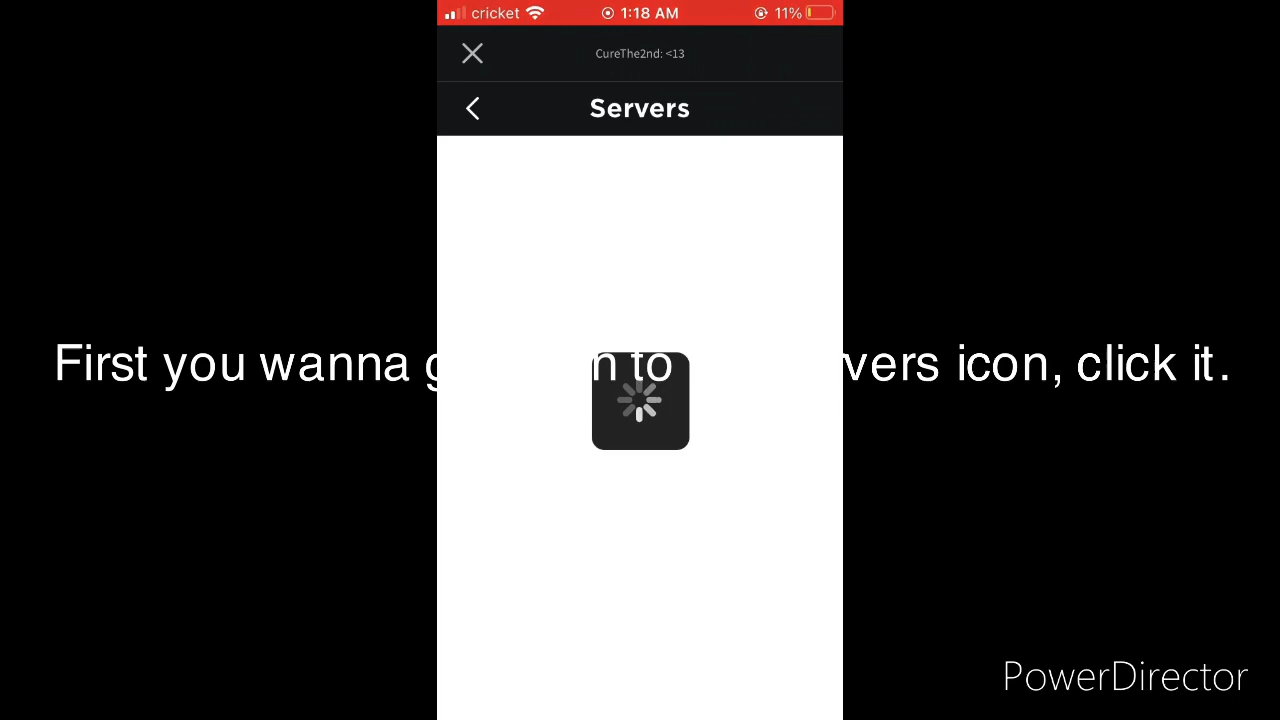 cricket 1:18 AM 11%
CureThe2nd: <13
Servers
First you wanna n to vers icon, click it.
PowerDirector